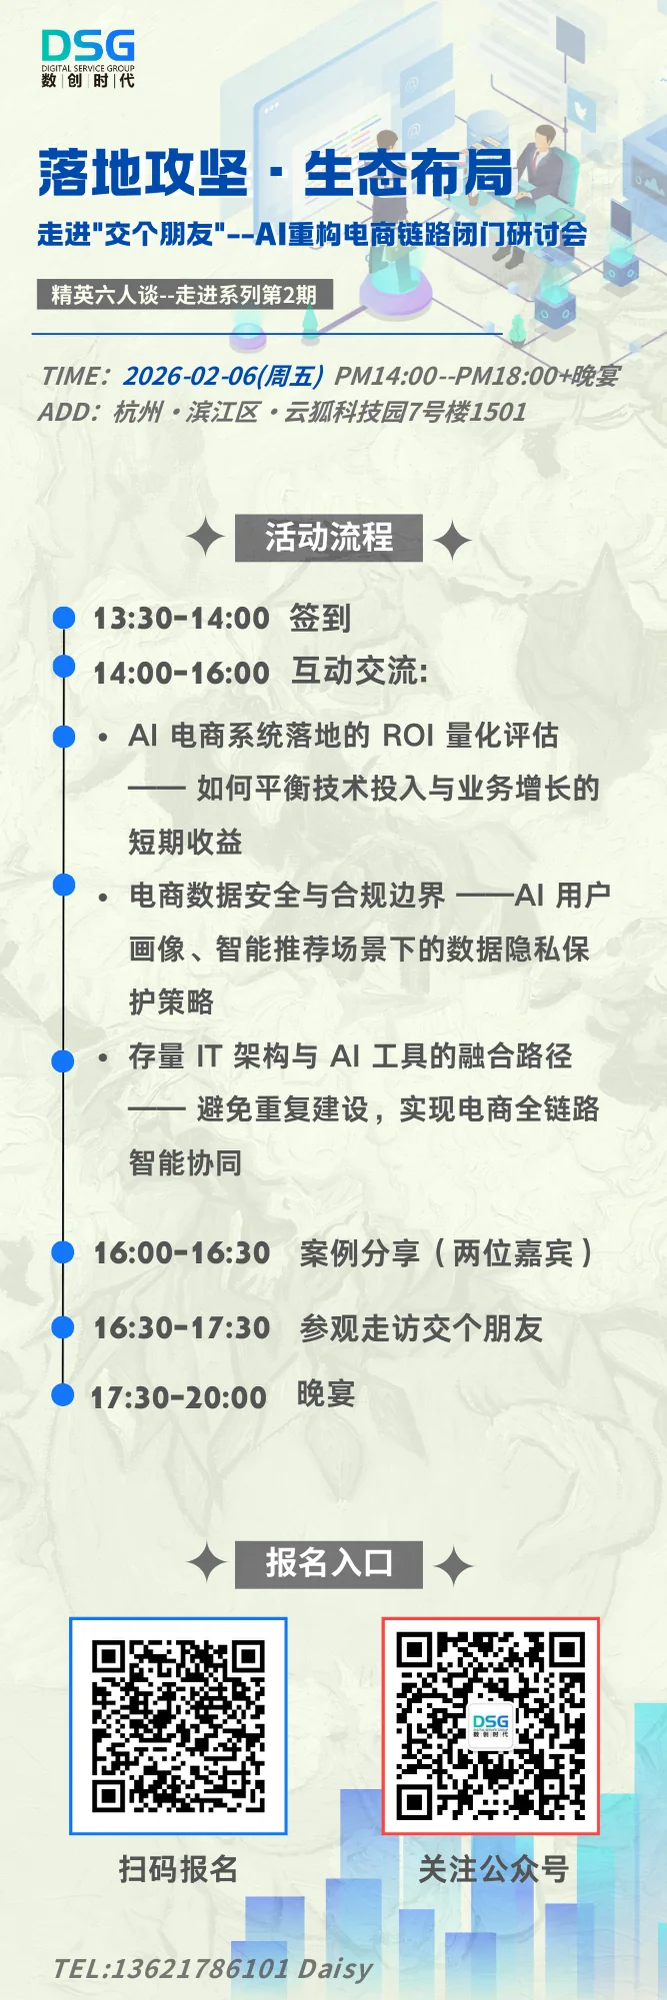 DSG
DIGITAL SERVICE GROUP
数|创|时|代
落地攻坚·生态布局
走进"交个朋友"--AI重构电商链路闭门研讨会
精英六人谈--走进系列第2期
TIME：2026-02-06(周五) PM14:00--PM18:00+晚宴
ADD：杭州·滨江区·云狐科技园7号楼1501
活动流程
13:30-14:00 签到
14:00-16:00 互动交流:
• AI 电商系统落地的 ROI 量化评估
—— 如何平衡技术投入与业务增长的
短期收益
• 电商数据安全与合规边界 ——AI 用户
画像、智能推荐场景下的数据隐私保
护策略
• 存量 IT 架构与 AI 工具的融合路径
—— 避免重复建设，实现电商全链路
智能协同
16:00-16:30 案例分享（两位嘉宾）
16:30-17:30 参观走访交个朋友
17:30-20:00 晚宴
报名入口
DSG
数|创|时|代
扫码报名 关注公众号
TEL:13621786101 Daisy